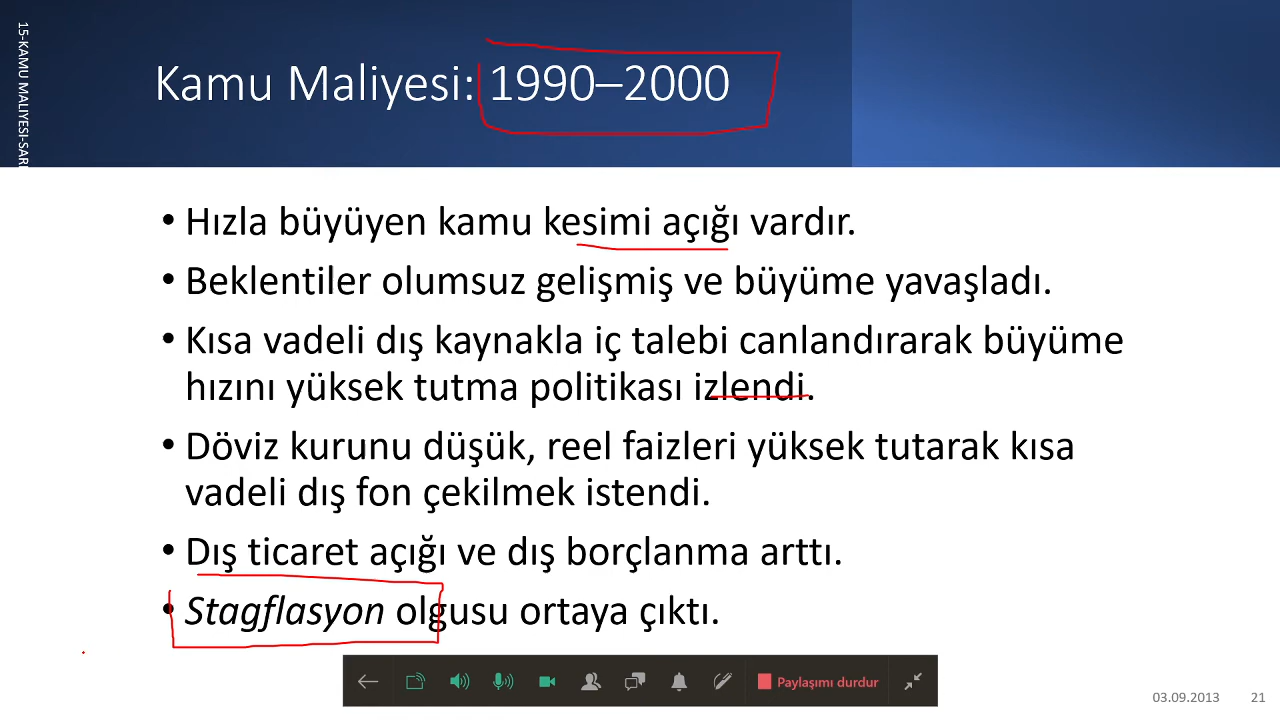 15-KAMU MALIYESI-SARI
Kamu Maliyesi: 1990–2000
• Hızla büyüyen kamu kesimi açığı vardır.
• Beklentiler olumsuz gelişmiş ve büyüme yavaşladı.
• Kısa vadeli dış kaynakla iç talebi canlandırarak büyüme
hızını yüksek tutma politikası izlendi.
• Döviz kurunu düşük, reel faizleri yüksek tutarak kısa
vadeli dış fon çekilmek istendi.
• Dış ticaret açığı ve dış borçlanma arttı.
• Stagflasyon olgusu ortaya çıktı.
Paylaşımı durdur
03.09.2013 21